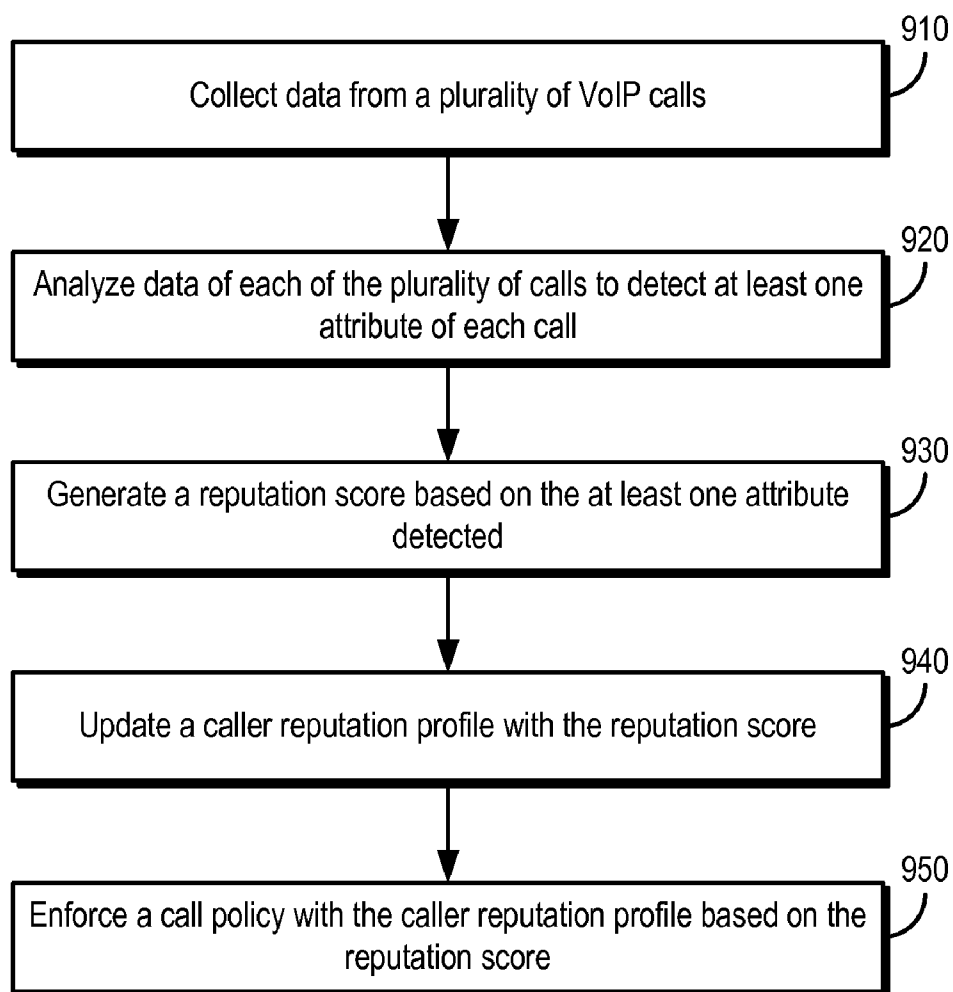 910
Collect data from a plurality of VoIP calls
920
Analyze data of each of the plurality of calls to detect at least one
attribute of each call
930
Generate a reputation score based on the at least one attribute
detected
940
Update a caller reputation profile with the reputation score
950
Enforce a call policy with the caller reputation profile based on the
reputation score